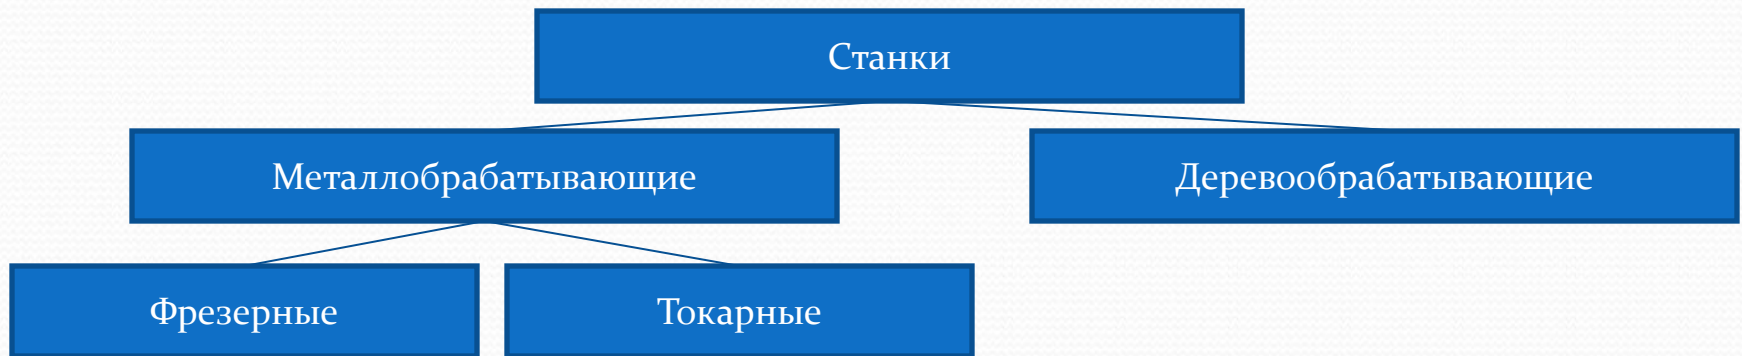 Станки
Металлобрабатывающие
Деревообрабатывающие
Фрезерные
Токарные